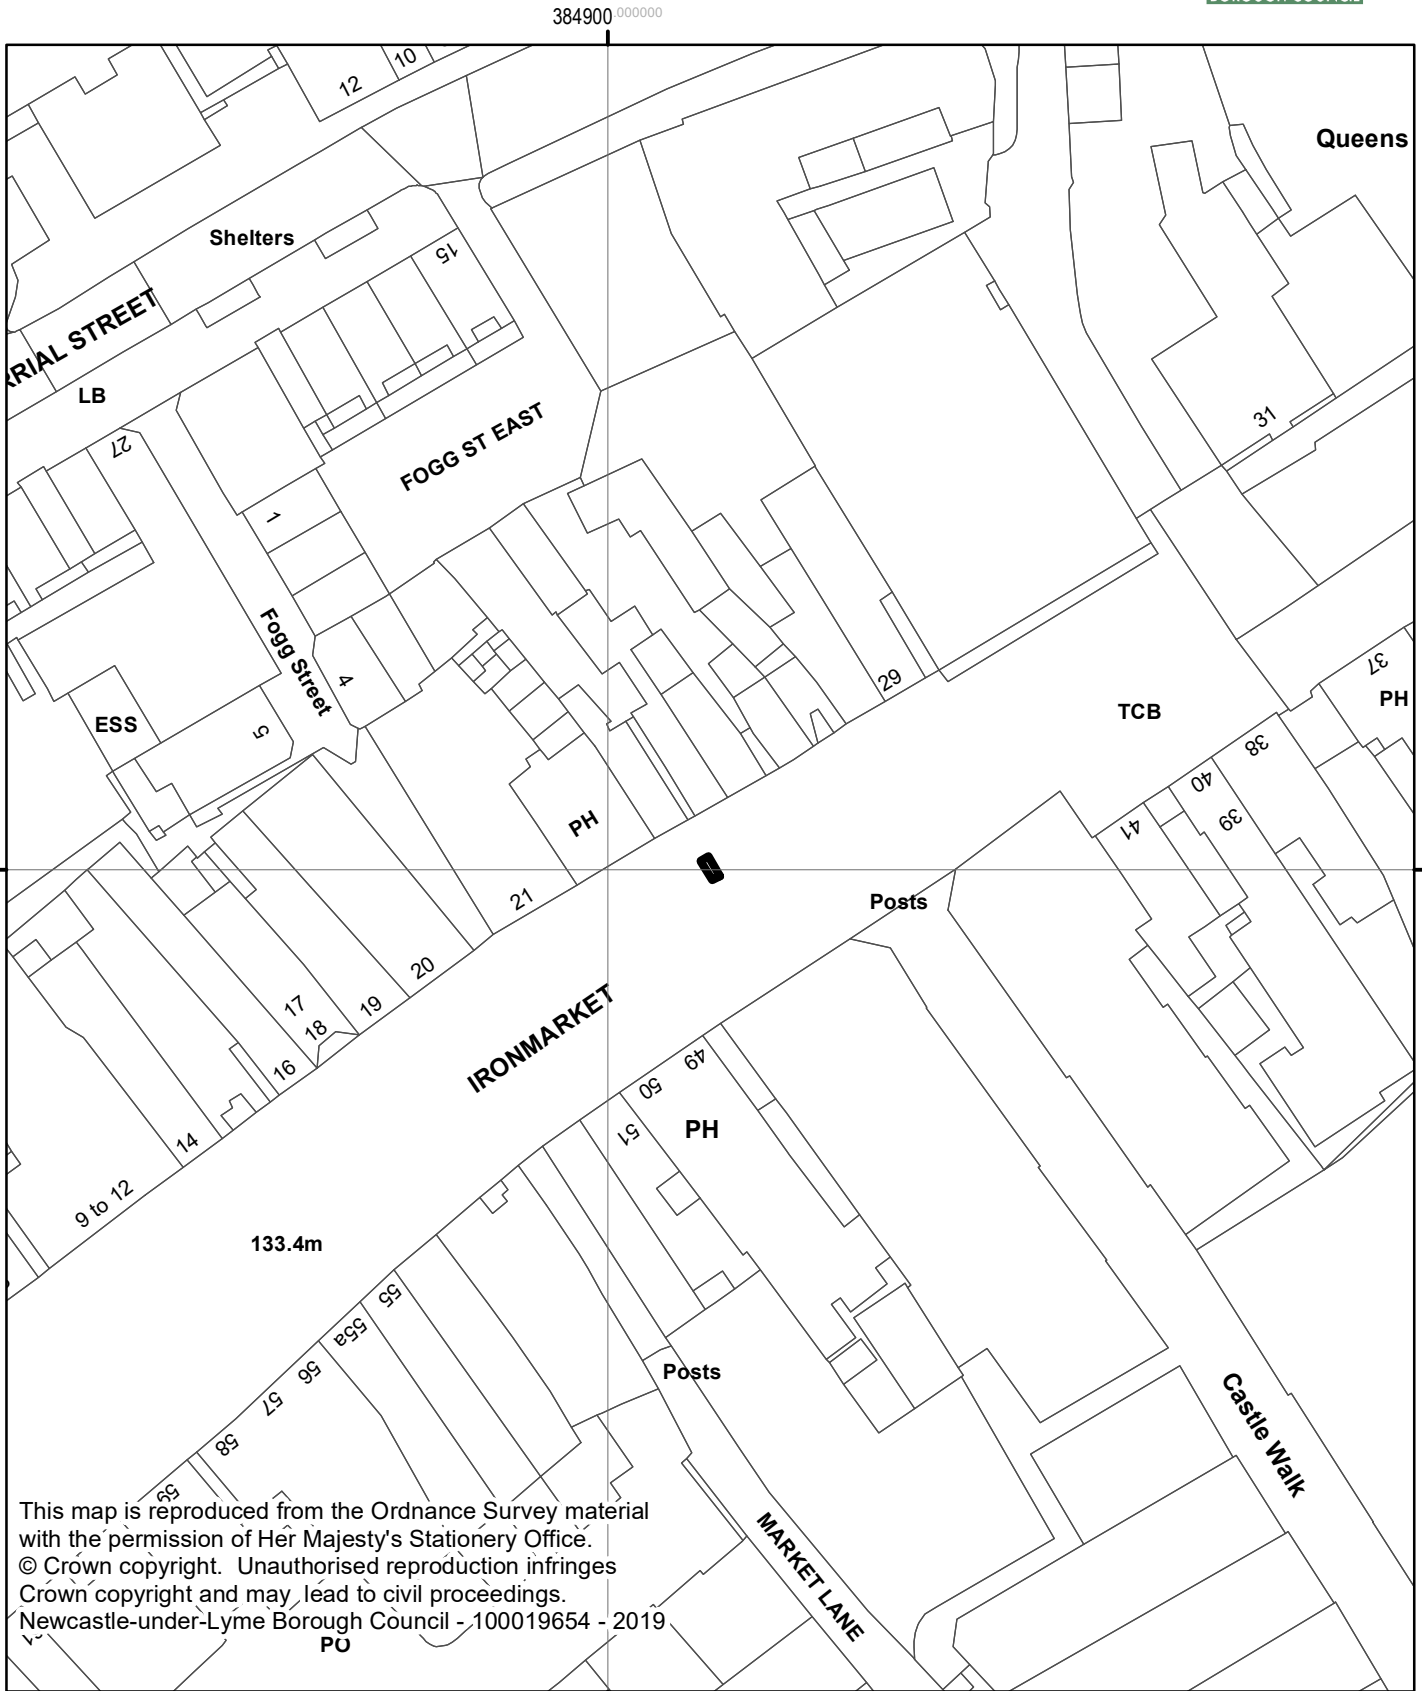 384900.000000
10
12
Queens
Shelters
15
RRIAL STREET
LB
31
FOGG ST EAST
27
1
Fogg Street
37
4
29
PH
TCB
ESS
5
38
40
39
41
PH
21
Posts
20
IRONMARKET
17
19
18
16
49
50
PH
51
14
9 to 12
133.4m
55
55a
Posts
56
57
Castle Walk
58
59
This map is reproduced from the Ordnance Survey material
with the permission of Her Majesty's Stationery Office.
© Crown copyright. Unauthorised reproduction infringes
Crown copyright and may lead to civil proceedings.
Newcastle-under-Lyme Borough Council - 100019654 - 2019
MARKET LANE
PO